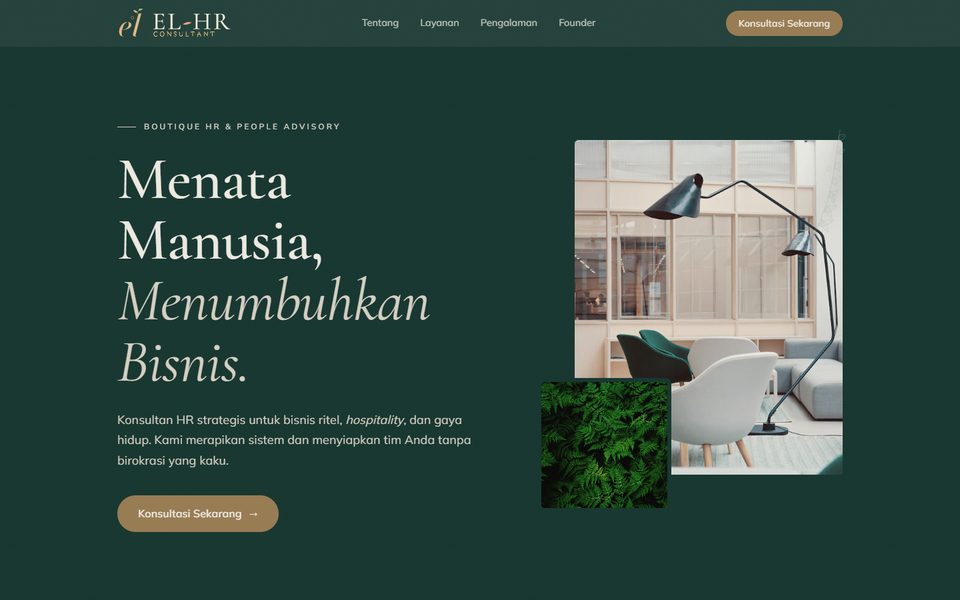 el EL-HR
CONSULTANT
Tentang Layanan Pengalaman Founder
Konsultasi Sekarang
BOUTIQUE HR & PEOPLE ADVISORY
Menata
Manusia,
Menumbuhkan
Bisnis.
Konsultan HR strategis untuk bisnis ritel, hospitality, dan gaya
hidup. Kami merapikan sistem dan menyiapkan tim Anda tanpa
birokrasi yang kaku.
Konsultasi Sekarang →